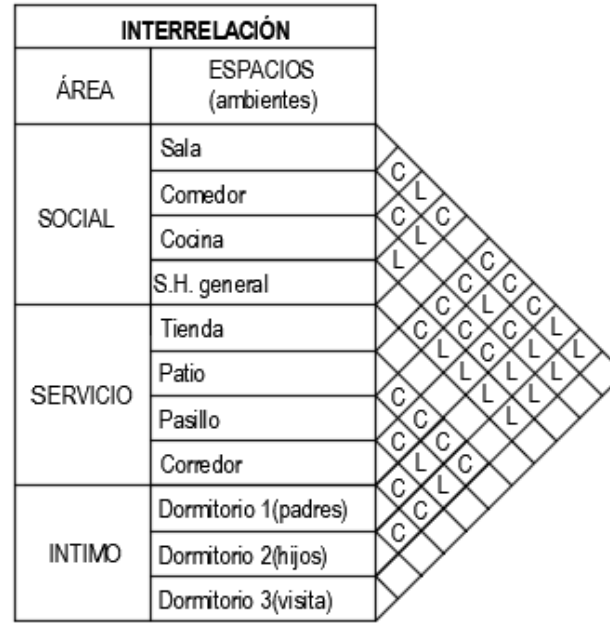 INTERRELACIÓN
ÁREA
ESPACIOS
(ambientes)
SOCIAL
Sala
Comedor
Cocina
S.H. general
SERVICIO
Tienda
Patio
Pasillo
Corredor
INTIMO
Dormitorio 1(padres)
Dormitorio 2(hijos)
Dormitorio 3(visita)
C
L
C C
L
L C
C C
C L C
C C C L
L C L L
L L L
C L L
C L
C C
L C
C L
C
C